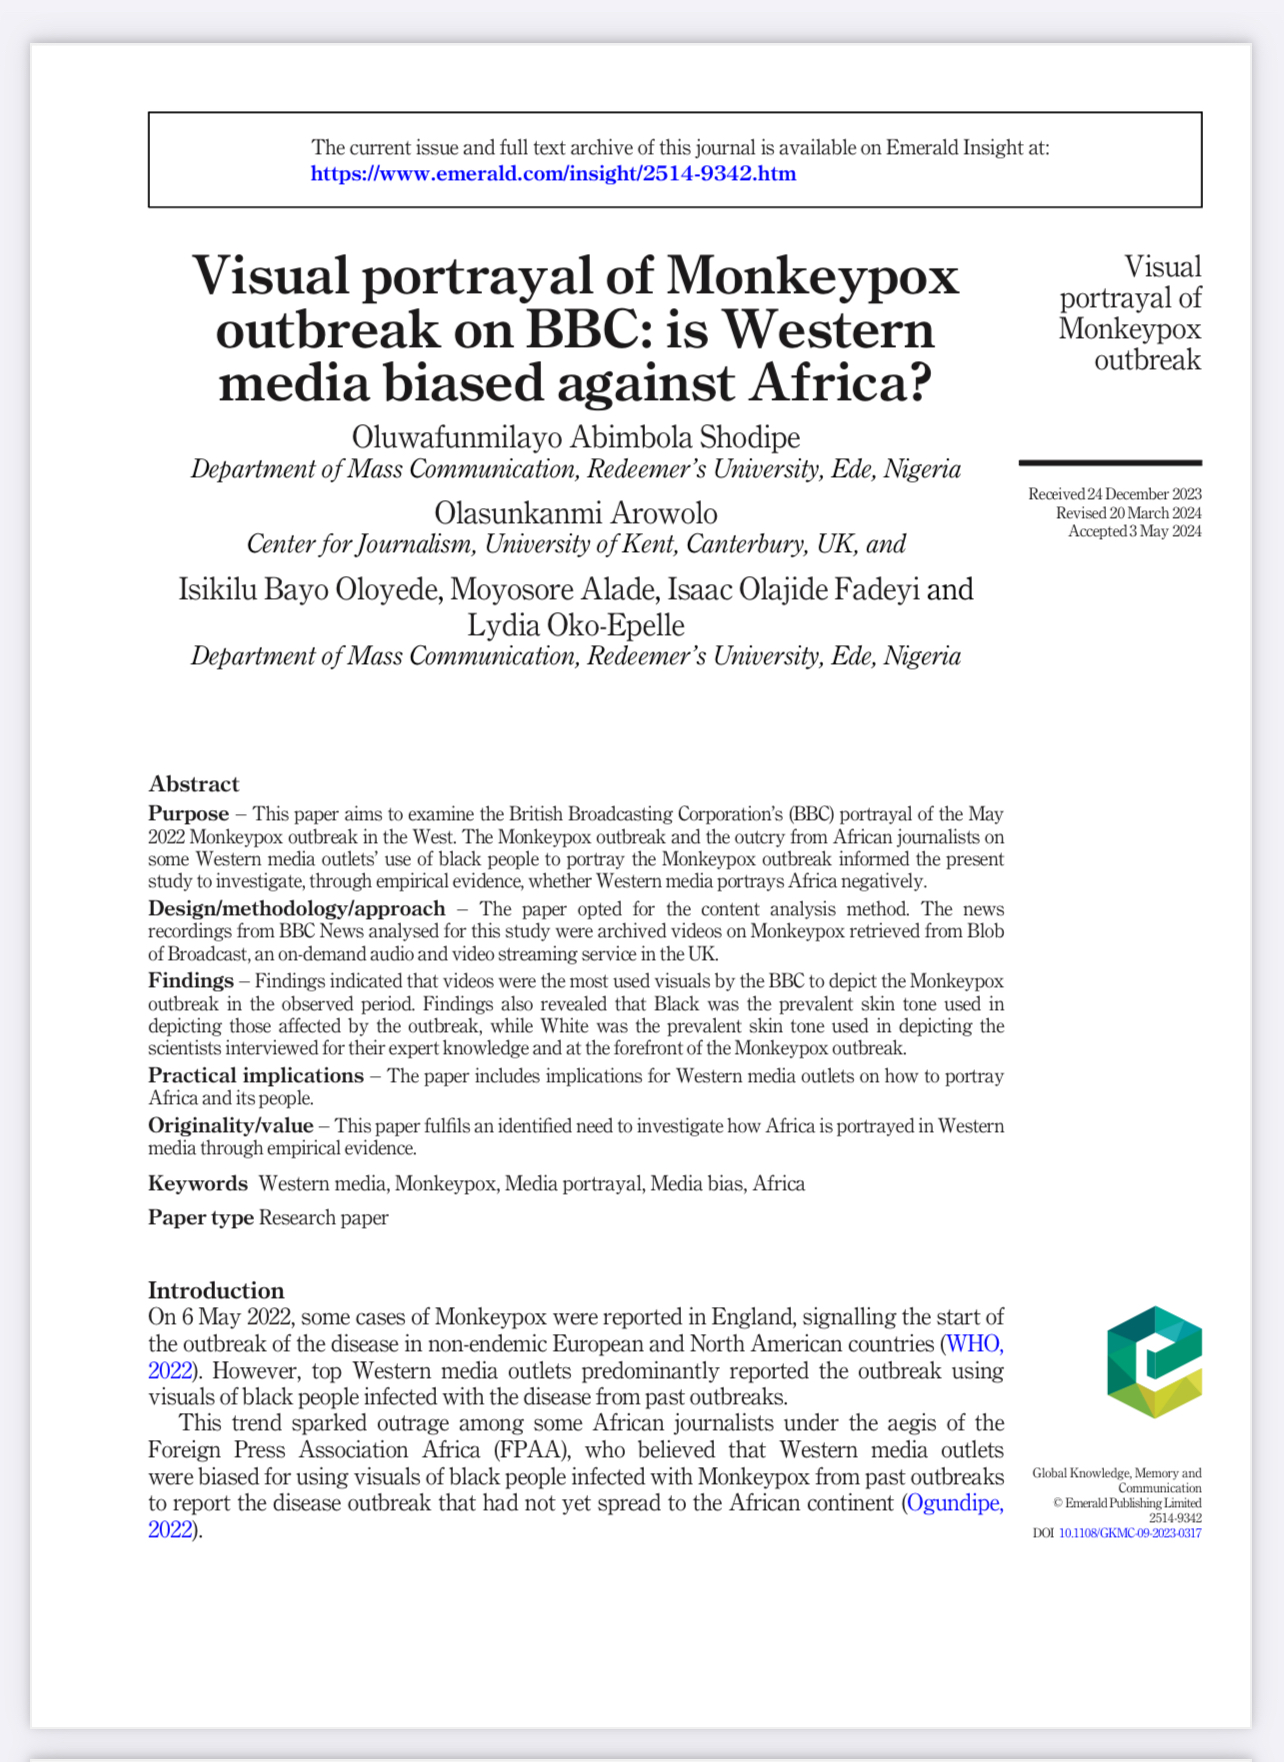 The current issue and full text archive of this journal is available on Emerald Insight at:
https://www.emerald.com/insight/2514-9342.htm
Visual portrayal of Monkeypox
outbreak on BBC: is Western
media biased against Africa?
Oluwafunmilayo Abimbola Shodipe
Department of Mass Communication, Redeemer's University, Ede, Nigeria
Olasunkanmi Arowolo
Center for Journalism, University of Kent, Canterbury, UK, and
Isikilu Bayo Oloyede, Moyosore Alade, Isaac Olajide Fadeyi and
Lydia Oko-Epelle
Department of Mass Communication, Redeemer's University, Ede, Nigeria
Visual
portrayal of
Monkeypox
outbreak
Received 24 December 2023
Revised 20 March 2024
Accepted 3 May 2024
Abstract
Purpose – This paper aims to examine the British Broadcasting Corporation's (BBC) portrayal of the May
2022 Monkeypox outbreak in the West. The Monkeypox outbreak and the outcry from African journalists on
some Western media outlets' use of black people to portray the Monkeypox outbreak informed the present
study to investigate, through empirical evidence, whether Western media portrays Africa negatively.
Design/methodology/approach – The paper opted for the content analysis method. The news
recordings from BBC News analysed for this study were archived videos on Monkeypox retrieved from Blob
of Broadcast, an on-demand audio and video streaming service in the UK.
Findings – Findings indicated that videos were the most used visuals by the BBC to depict the Monkeypox
outbreak in the observed period. Findings also revealed that Black was the prevalent skin tone used in
depicting those affected by the outbreak, while White was the prevalent skin tone used in depicting the
scientists interviewed for their expert knowledge and at the forefront of the Monkeypox outbreak.
Practical implications – The paper includes implications for Western media outlets on how to portray
Africa and its people.
Originality/value – This paper fulfils an identified need to investigate how Africa is portrayed in Western
media through empirical evidence.
Keywords Western media, Monkeypox, Media portrayal, Media bias, Africa
Paper type Research paper
Introduction
On 6 May 2022, some cases of Monkeypox were reported in England, signalling the start of
the outbreak of the disease in non-endemic European and North American countries (WHO,
2022). However, top Western media outlets predominantly reported the outbreak using
visuals of black people infected with the disease from past outbreaks.
This trend sparked outrage among some African journalists under the aegis of the
Foreign Press Association Africa (FPAA), who believed that Western media outlets
were biased for using visuals of black people infected with Monkeypox from past outbreaks
to report the disease outbreak that had not yet spread to the African continent (Ogundipe,
2022).
Global Knowledge, Memory and
Communication
© Emerald Publishing Limited
2514-9342
DOI 10.1108/GKMC-09-2023-0317